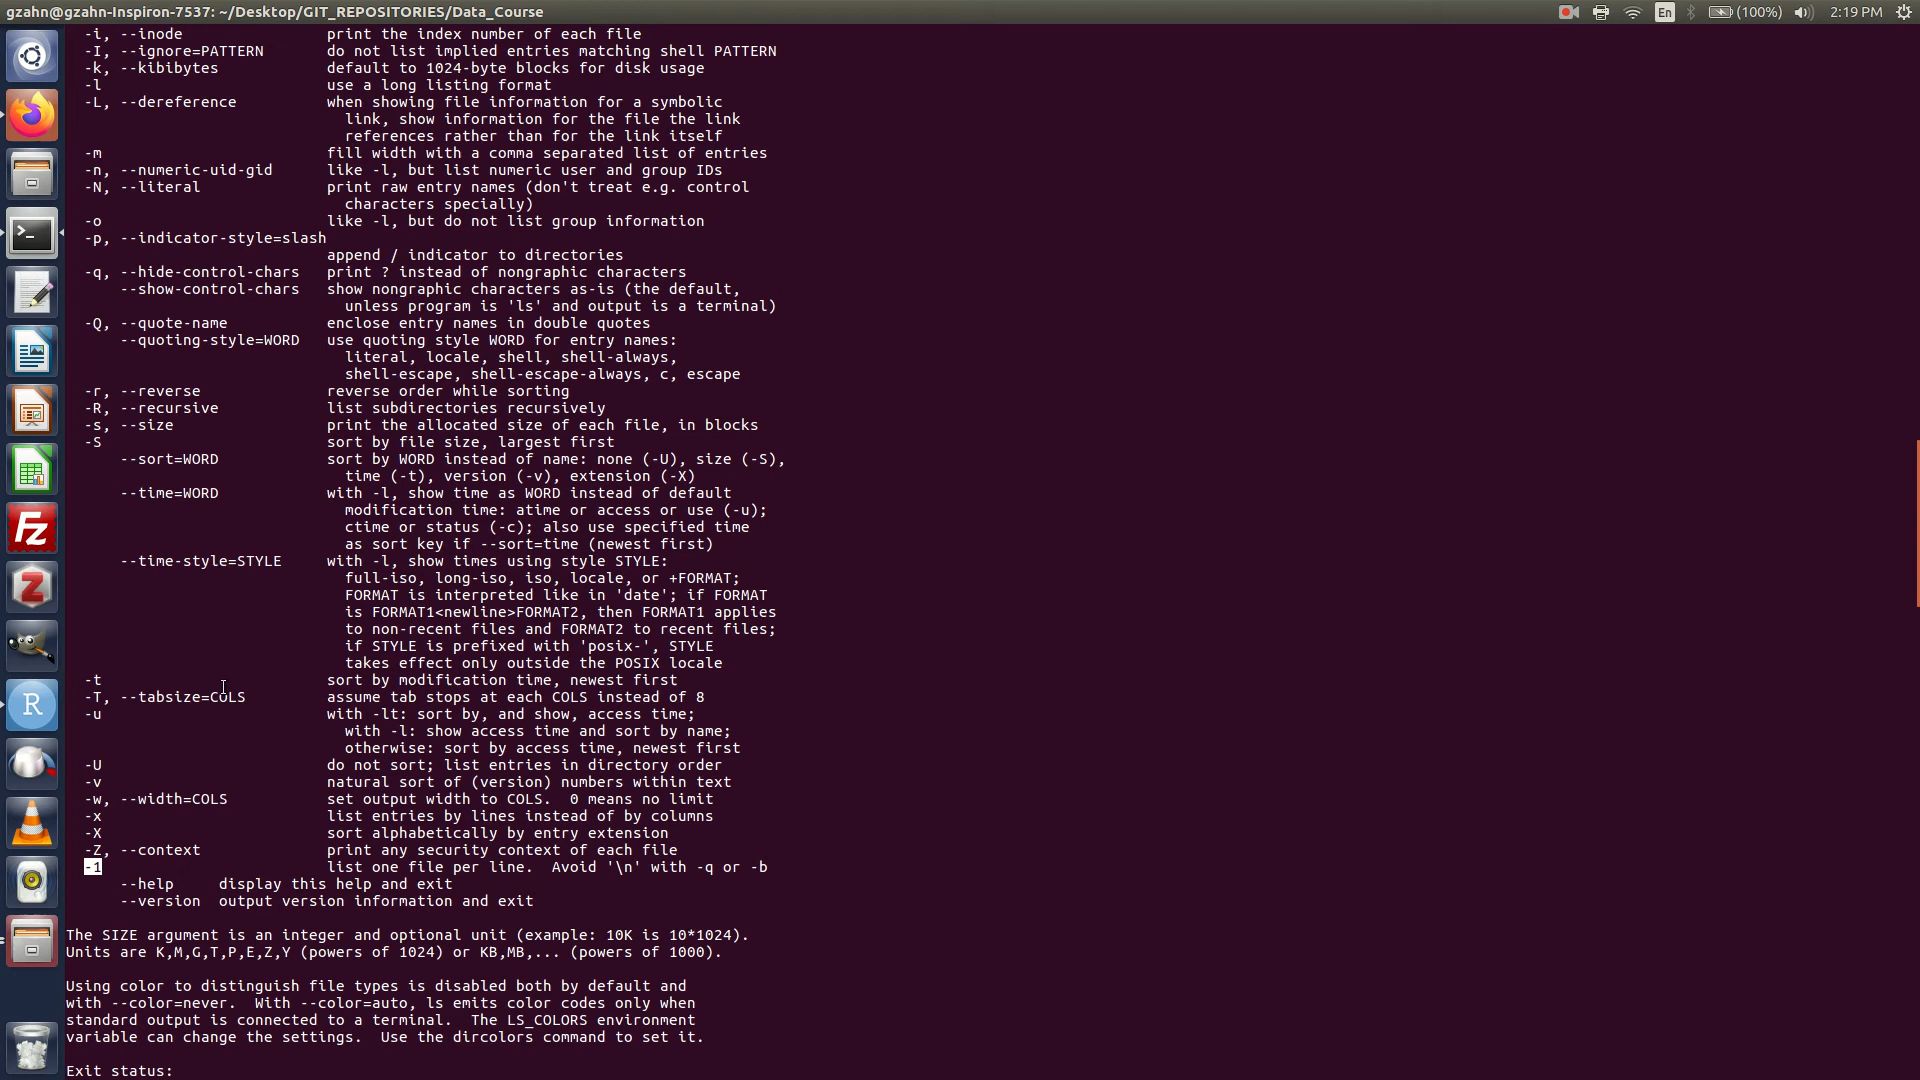 gzahn@gzahn-Inspiron-7537: ~/Desktop/GIT_REPOSITORIES/Data_Course En (100%) 2:19 PM
-i, --inode                print the index number of each file
-I, --ignore=PATTERN       do not list implied entries matching shell PATTERN
-k, --kibibytes            default to 1024-byte blocks for disk usage
-l                         use a long listing format
-L, --dereference          when showing file information for a symbolic
link, show information for the file the link
references rather than for the link itself
-m                         fill width with a comma separated list of entries
-n, --numeric-uid-gid      like -l, but list numeric user and group IDs
-N, --literal              print raw entry names (don't treat e.g. control
characters specially)
-o                         like -l, but do not list group information
-p, --indicator-style=slash
append / indicator to directories
-q, --hide-control-chars   print ? instead of nongraphic characters
--show-control-chars   show nongraphic characters as-is (the default,
unless program is 'ls' and output is a terminal)
-Q, --quote-name           enclose entry names in double quotes
--quoting-style=WORD   use quoting style WORD for entry names:
literal, locale, shell, shell-always,
shell-escape, shell-escape-always, c, escape
-r, --reverse              reverse order while sorting
-R, --recursive            list subdirectories recursively
-s, --size                 print the allocated size of each file, in blocks
-S                         sort by file size, largest first
--sort=WORD            sort by WORD instead of name: none (-U), size (-S),
time (-t), version (-v), extension (-X)
--time=WORD            with -l, show time as WORD instead of default
modification time: atime or access or use (-u);
ctime or status (-c); also use specified time
as sort key if --sort=time (newest first)
--time-style=STYLE     with -l, show times using style STYLE:
full-iso, long-iso, iso, locale, or +FORMAT;
FORMAT is interpreted like in 'date'; if FORMAT
is FORMAT1<newline>FORMAT2, then FORMAT1 applies
to non-recent files and FORMAT2 to recent files;
if STYLE is prefixed with 'posix-', STYLE
takes effect only outside the POSIX locale
-t                         sort by modification time, newest first
-T, --tabsize=COLS         assume tab stops at each COLS instead of 8
-u                         with -lt: sort by, and show, access time;
with -l: show access time and sort by name;
otherwise: sort by access time, newest first
-U                         do not sort; list entries in directory order
-v                         natural sort of (version) numbers within text
-w, --width=COLS           set output width to COLS.  0 means no limit
-x                         list entries by lines instead of by columns
-X                         sort alphabetically by entry extension
-Z, --context              print any security context of each file
-1                         list one file per line.  Avoid '\n' with -q or -b
--help     display this help and exit
--version  output version information and exit
The SIZE argument is an integer and optional unit (example: 10K is 10*1024).
Units are K,M,G,T,P,E,Z,Y (powers of 1024) or KB,MB,... (powers of 1000).
Using color to distinguish file types is disabled both by default and
with --color=never.  With --color=auto, ls emits color codes only when
standard output is connected to a terminal.  The LS_COLORS environment
variable can change the settings.  Use the dircolors command to set it.
Exit status: